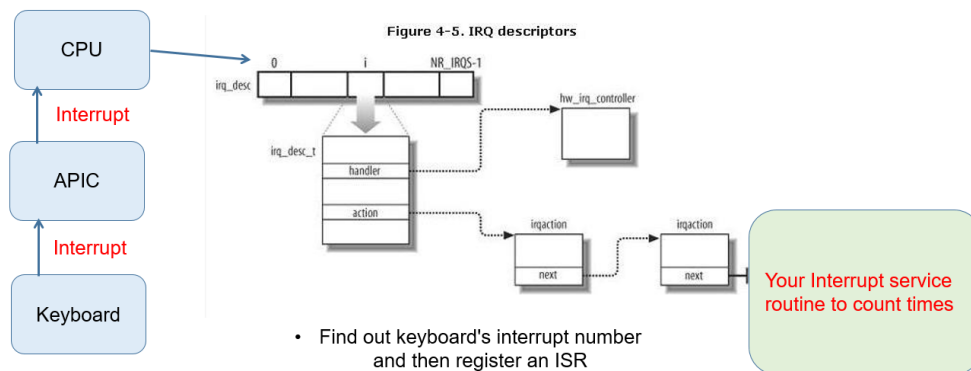 CPU
Interrupt
APIC
Interrupt
Keyboard
Figure 4-5. IRQ descriptors
0
i
NR_IRQS-1
irq_desc
hw_irq_controller
irq_desc_t
handler
action
irqaction
irqaction
next
next
Your Interrupt service
routine to count times
• Find out keyboard's interrupt number
and then register an ISR